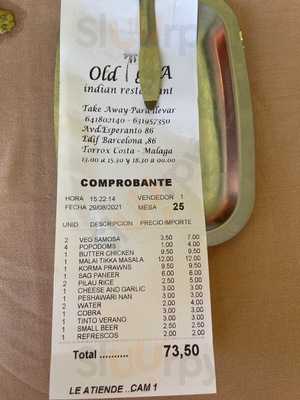 Old
indian restaurant
Take Away-Para llevar
641802140 - 631957350
Avd.Esperanto 86
Edif Barcelona ,86
Torrox Costa - Malaga
13.00 a 15.30 y 18.30 a 00.00
COMPROBANTE
HORA 15:22:14 VENDEDOR 1
FECHA 29/08/2021 MESA 25
UNID DESCRIPCION PRECIO IMPORTE
2 VEG SAMOSA 3.50 7.00
4 POPODOMS 1.00 4.00
1 BUTTER CHICKEN 9.50 9.50
1 MALAI TIKKA MASALA 12.00 12.00
1 KORMA PRAWNS 9.50 9.50
1 SAG PANEER 6.00 6.00
2 PILAU RICE 2.50 5.00
1 CHEESE AND GARLIC 3.00 3.00
1 PESHAWARI NAN 3.00 3.00
2 WATER 2.00 4.00
1 COBRA 3.00 3.00
1 TINTO VERANO 3.00 3.00
1 SMALL BEER 2.50 2.50
1 REFRESCOS 2.00 2.00
Total .......... 73,50
LE ATIENDE ..CAM 1